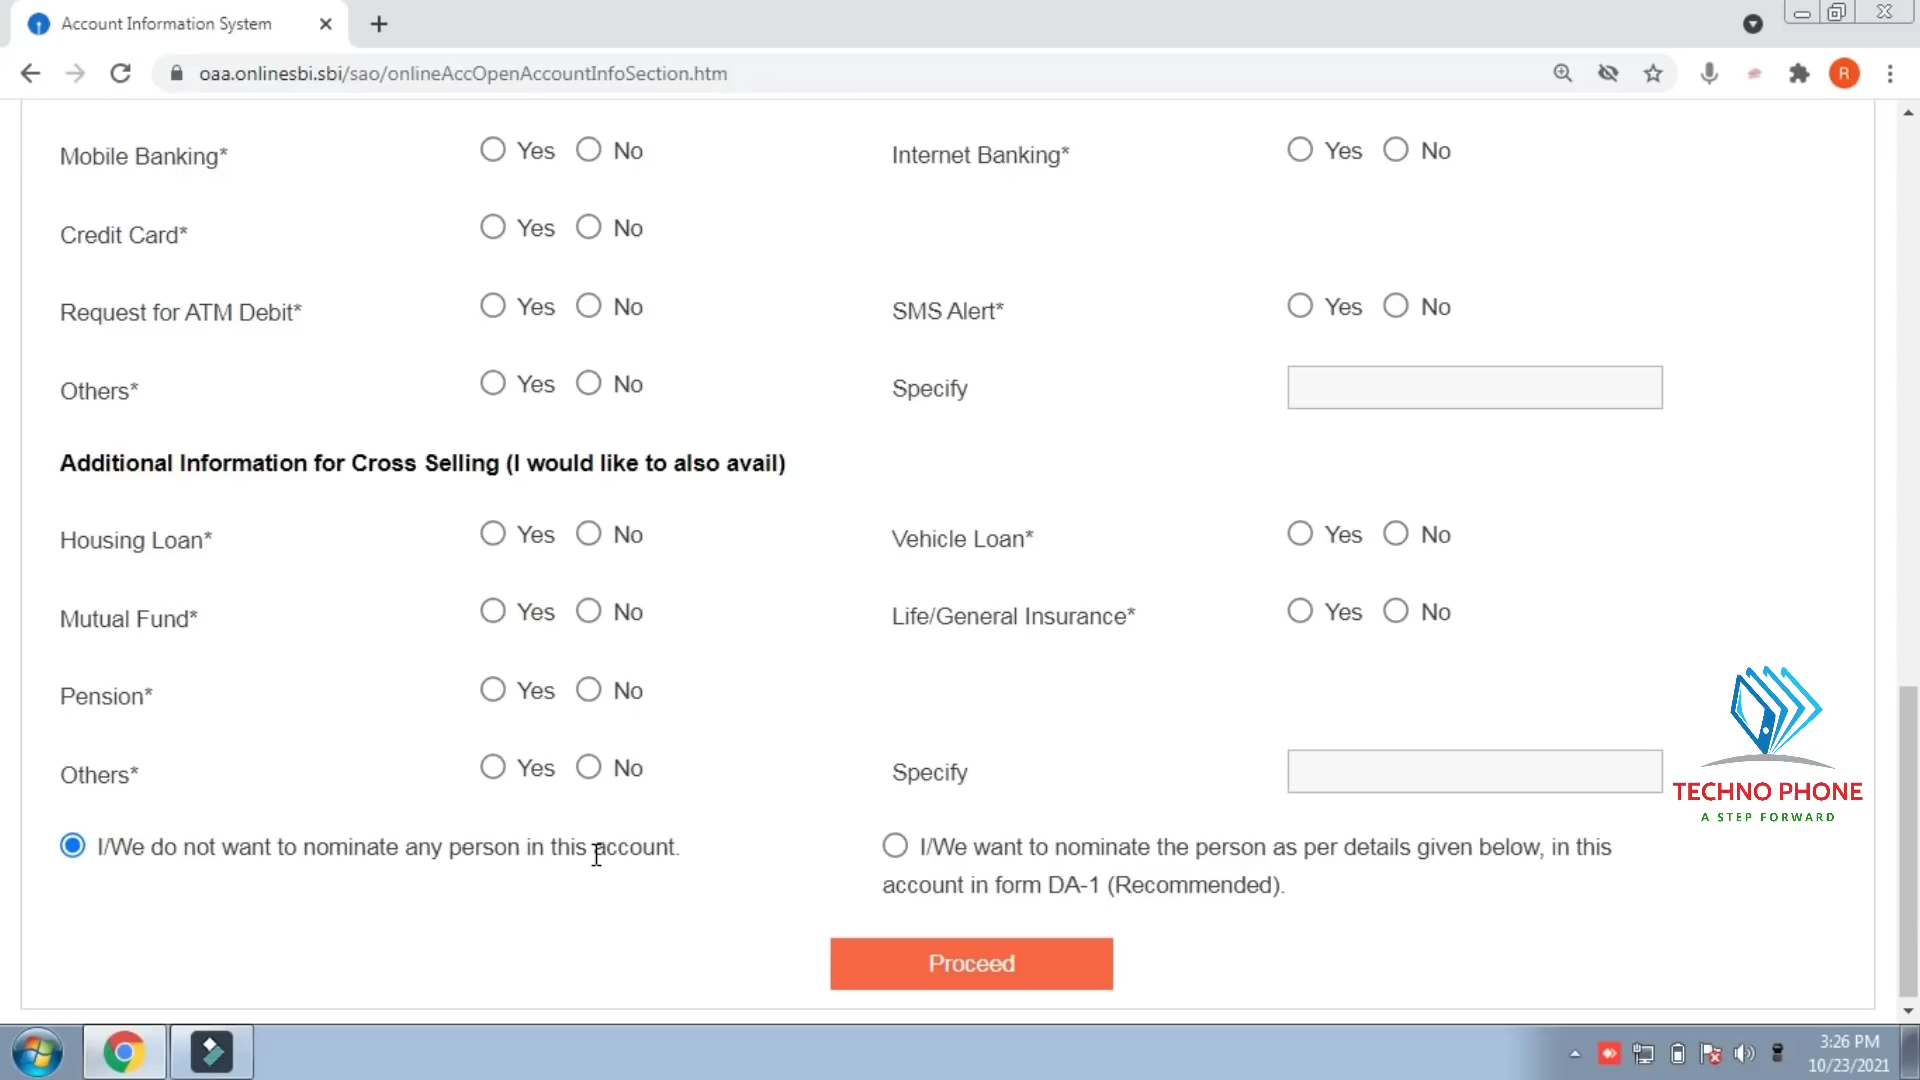 Account Information System
oaa.onlinesbi.sbi/sao/onlineAccOpenAccountInfoSection.htm
R
Mobile Banking* Yes No Internet Banking* Yes No
Credit Card* Yes No
Request for ATM Debit* Yes No SMS Alert* Yes No
Others* Yes No Specify
Additional Information for Cross Selling (I would like to also avail)
Housing Loan* Yes No Vehicle Loan* Yes No
Mutual Fund* Yes No Life/General Insurance* Yes No
Pension* Yes No
Others* Yes No Specify
TECHNO PHONE
A STEP FORWARD
I/We do not want to nominate any person in this account.
I/We want to nominate the person as per details given below, in this
account in form DA-1 (Recommended).
Proceed
3:26 PM
10/23/2021